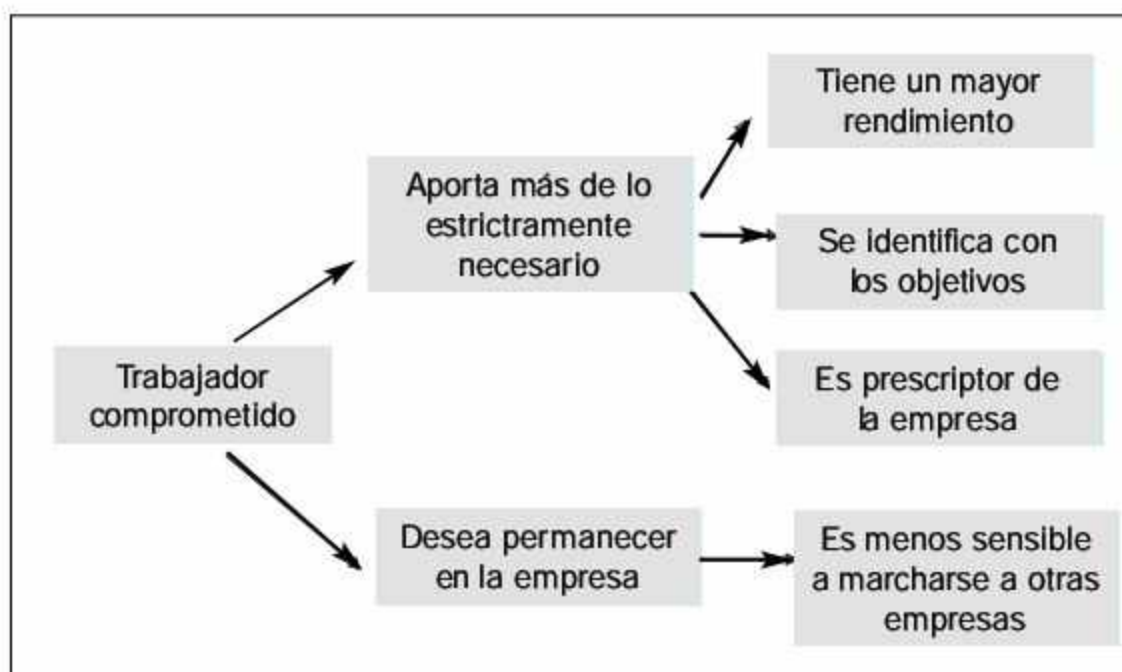 Tiene un mayor
rendimiento
Aporta más de lo
estrictramente
necesario
Se identifica con
los objetivos
Trabajador
comprometido
Es prescriptor de
la empresa
Desea permanecer
en la empresa
Es menos sensible
a marcharse a otras
empresas